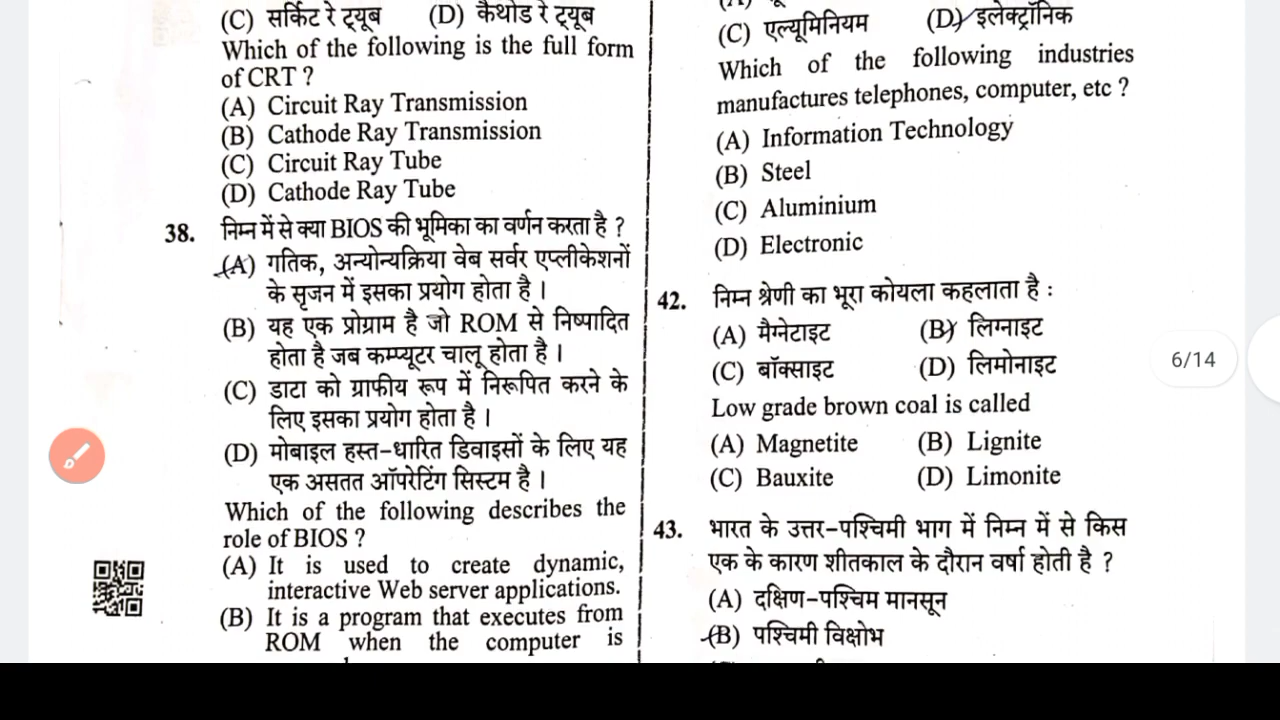 (C) सर्किट रे ट्यूब (D) कैथोड रे ट्यूब
Which of the following is the full form
of CRT ?
(A) Circuit Ray Transmission
(B) Cathode Ray Transmission
(C) Circuit Ray Tube
(D) Cathode Ray Tube
38. निम्न में से क्या BIOS की भूमिका का वर्णन करता है ?
(A) गतिक, अन्योन्यक्रिया वेब सर्वर एप्लीकेशनों
के सृजन में इसका प्रयोग होता है ।
(B) यह एक प्रोग्राम है जो ROM से निष्पादित
होता है जब कम्प्यूटर चालू होता है ।
(C) डाटा को ग्राफीय रूप में निरूपित करने के
लिए इसका प्रयोग होता है ।
(D) मोबाइल हस्त-धारित डिवाइसों के लिए यह
एक असतत ऑपरेटिंग सिस्टम है ।
Which of the following describes the
role of BIOS ?
(A) It is used to create dynamic,
interactive Web server applications.
(B) It is a program that executes from
ROM when the computer is
(C) एल्यूमिनियम (D) इलेक्ट्रॉनिक
Which of the following industries
manufactures telephones, computer, etc ?
(A) Information Technology
(B) Steel
(C) Aluminium
(D) Electronic
42. निम्न श्रेणी का भूरा कोयला कहलाता है :
(A) मैग्नेटाइट (B) लिग्नाइट
(C) बॉक्साइट (D) लिमोनाइट
Low grade brown coal is called
(A) Magnetite (B) Lignite
(C) Bauxite (D) Limonite
43. भारत के उत्तर-पश्चिमी भाग में निम्न में से किस
एक के कारण शीतकाल के दौरान वर्षा होती है ?
(A) दक्षिण-पश्चिम मानसून
(B) पश्चिमी विक्षोभ
6/14